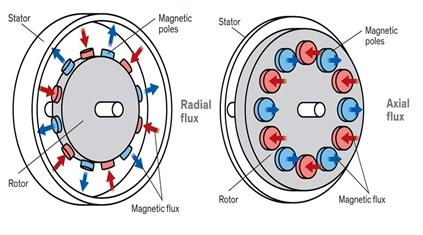 Stator
Magnetic
poles
Radial
flux
Rotor
Magnetic flux
Stator
Magnetic
poles
Axial
flux
Rotor
Magnetic flux